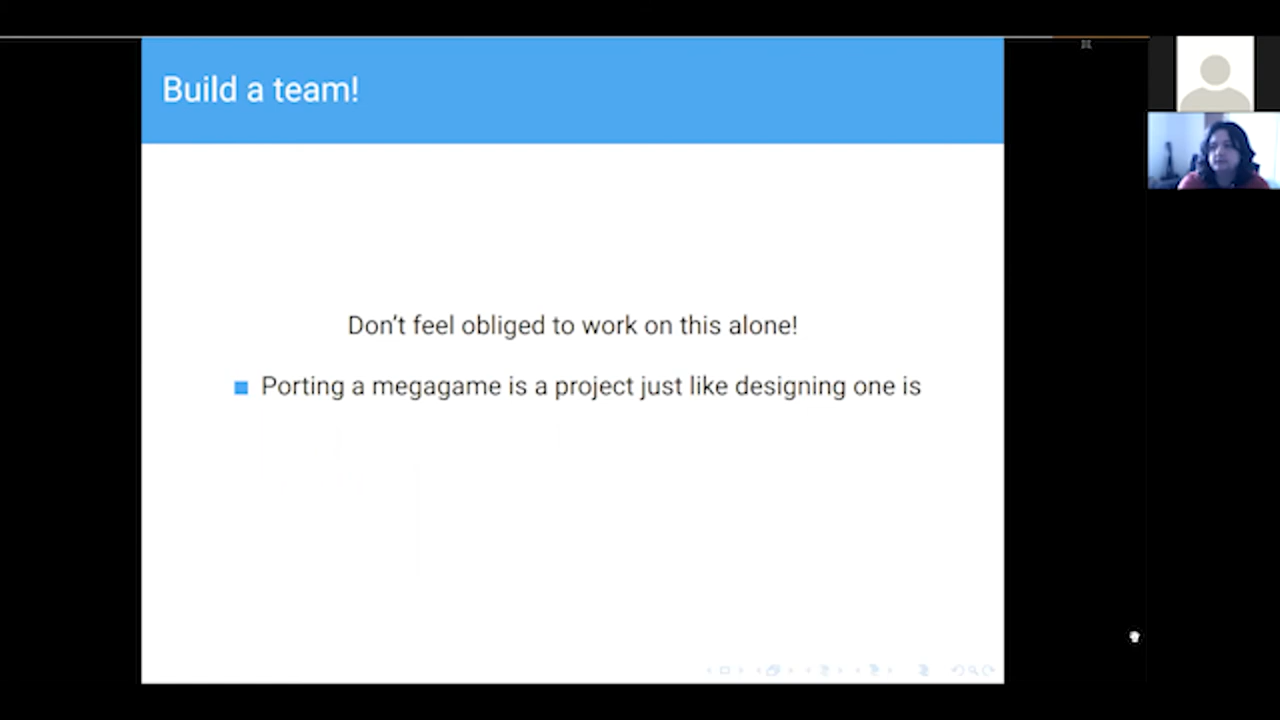 Build a team!
Don't feel obliged to work on this alone!
Porting a megagame is a project just like designing one is